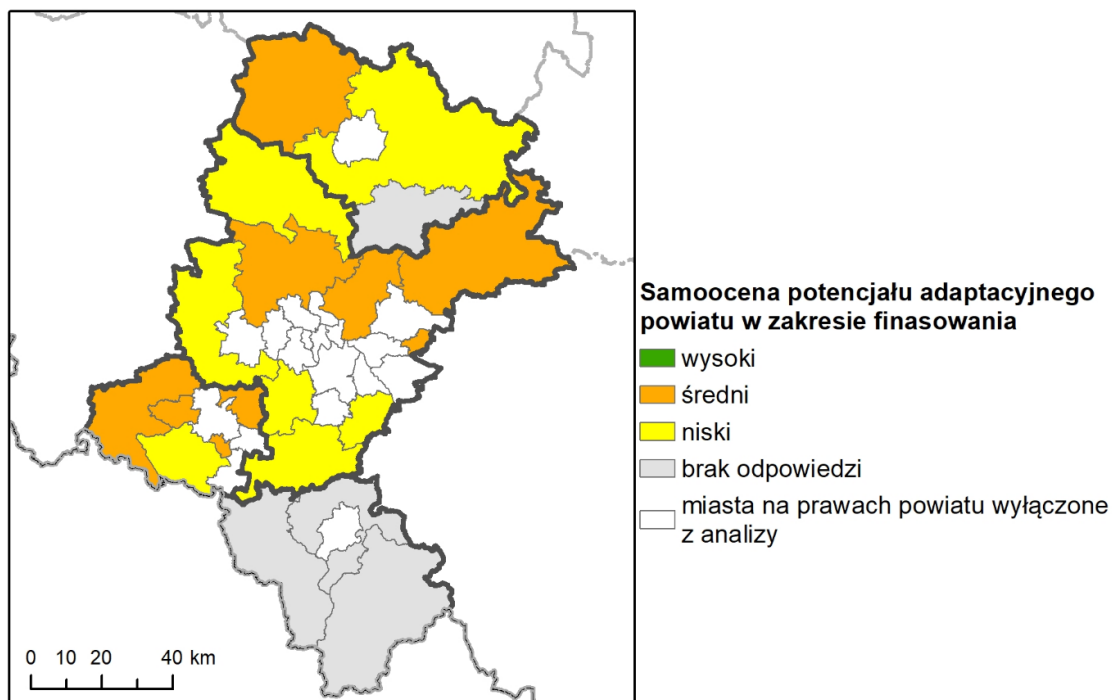 Samoocena potencjału adaptacyjnego
powiatu w zakresie finasowania
wysoki
średni
niski
brak odpowiedzi
miasta na prawach powiatu wyłączone
z analizy
0 10 20 40 km